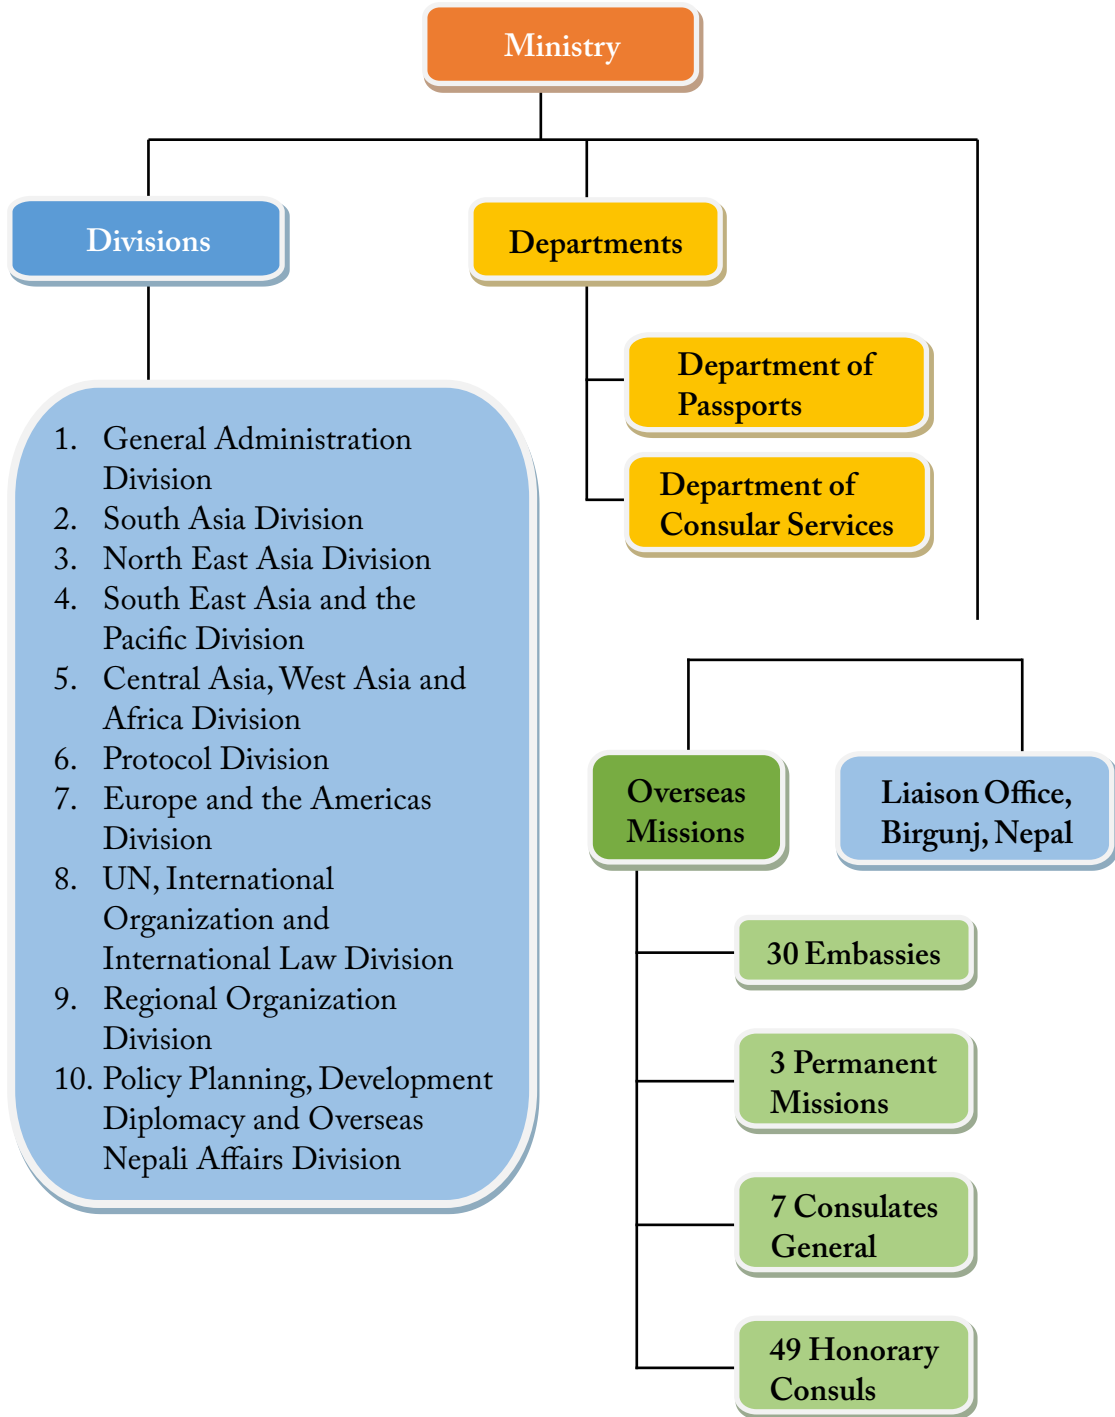 Ministry
Divisions
Departments
Department of
Passports
Department of
Consular Services
1. General Administration
Division
2. South Asia Division
3. North East Asia Division
4. South East Asia and the
Pacific Division
5. Central Asia, West Asia and
Africa Division
6. Protocol Division
7. Europe and the Americas
Division
8. UN, International
Organization and
International Law Division
9. Regional Organization
Division
10. Policy Planning, Development
Diplomacy and Overseas
Nepali Affairs Division
Overseas
Missions
Liaison Office,
Birgunj, Nepal
30 Embassies
3 Permanent
Missions
7 Consulates
General
49 Honorary
Consuls